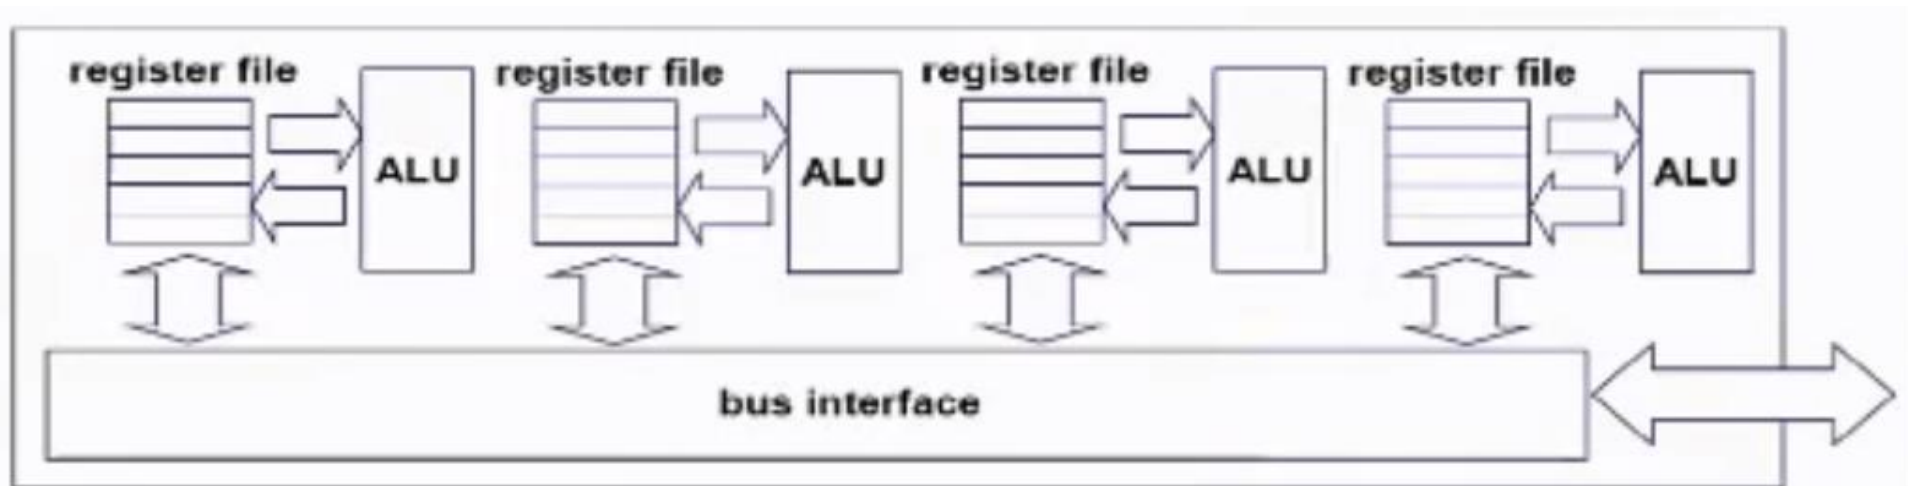 register file
ALU
register file
ALU
register file
ALU
register file
ALU
bus interface